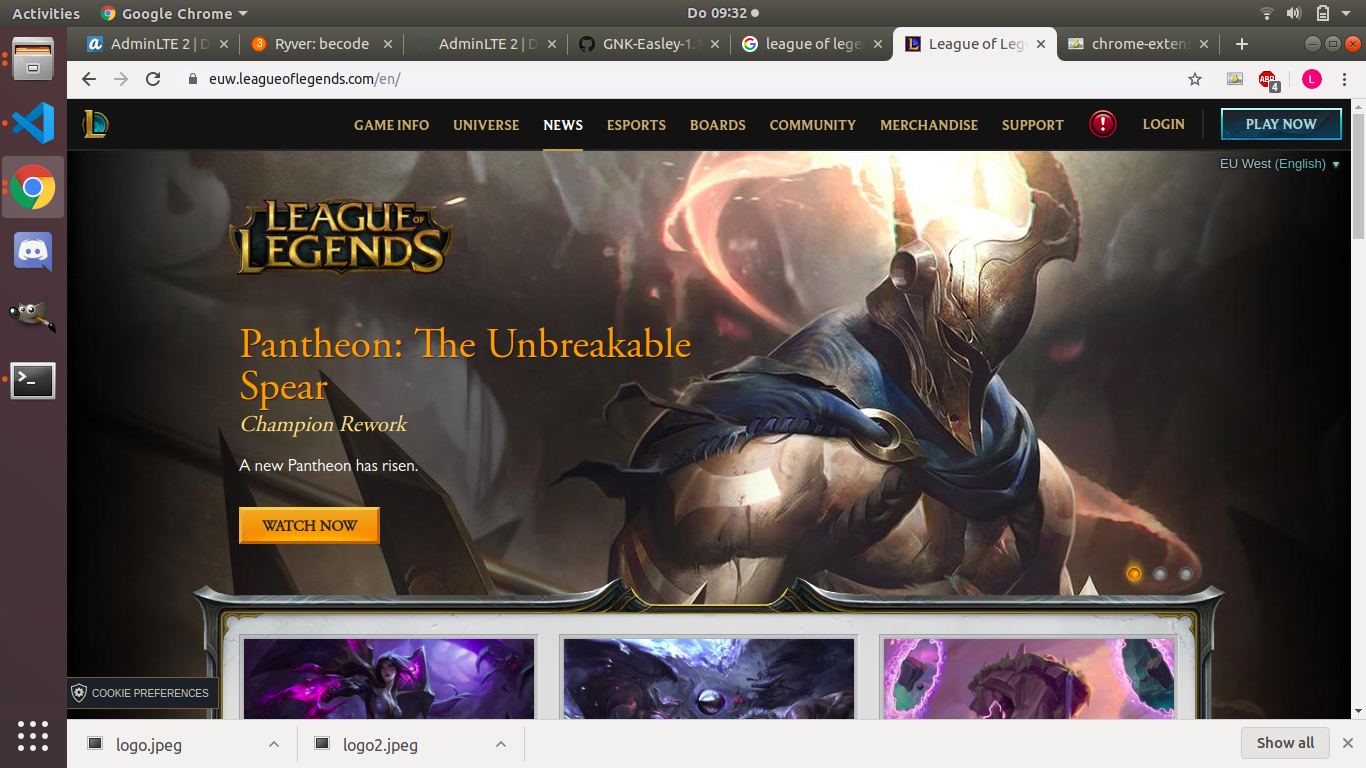 Activities
Google Chrome
Do 09:32
AdminLTE 2 | D
Ryver: becode
AdminLTE 2 | D
GNK-Easley-1.
league of lege
League of Leg
chrome-exten
euw.leagueoflegends.com/en/
ABP
4
L
GAME INFO
UNIVERSE
NEWS
ESPORTS
BOARDS
COMMUNITY
MERCHANDISE
SUPPORT
LOGIN
PLAY NOW
EU West (English)
LEAGUE OF
LEGENDS
Pantheon: The Unbreakable
Spear
Champion Rework
A new Pantheon has risen.
WATCH NOW
COOKIE PREFERENCES
logo.jpeg
logo2.jpeg
Show all